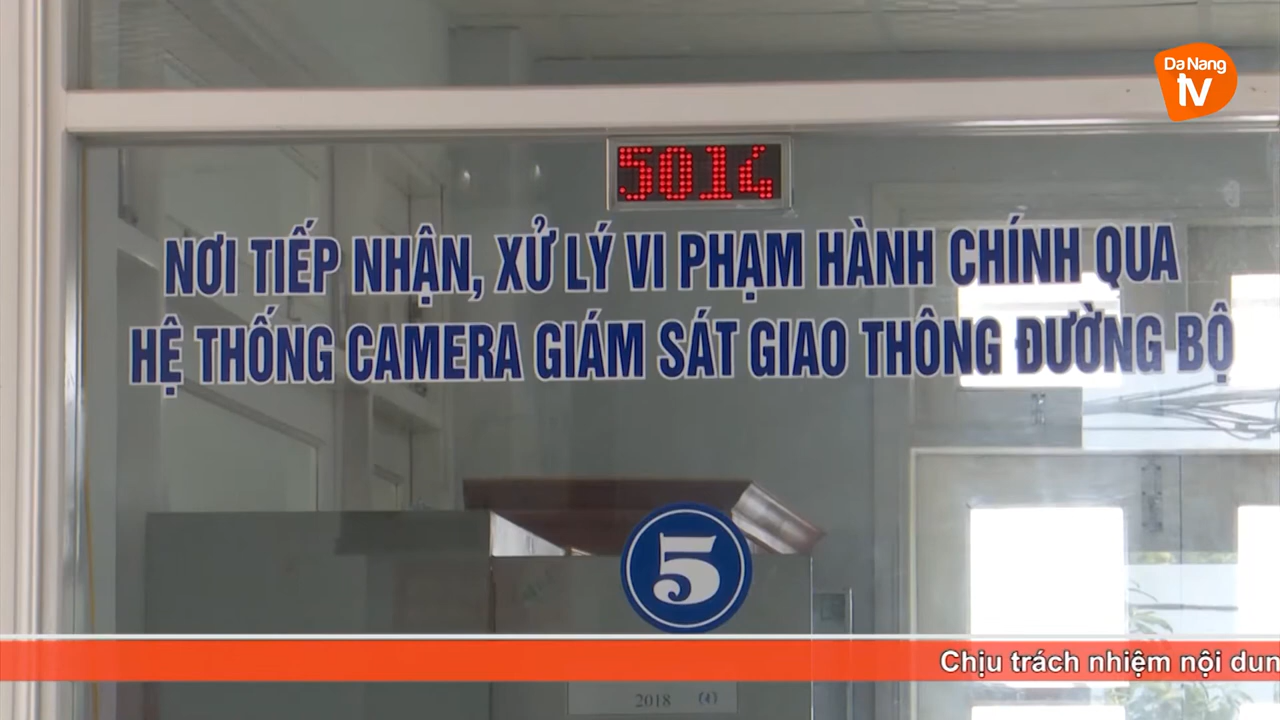 Da Nang
tv
5014
NƠI TIẾP NHẬN, XỬ LÝ VI PHẠM HÀNH CHÍNH QUA
HỆ THỐNG CAMERA GIÁM SÁT GIAO THÔNG ĐƯỜNG BỘ
5
Chịu trách nhiệm nội dun
2018 (4)